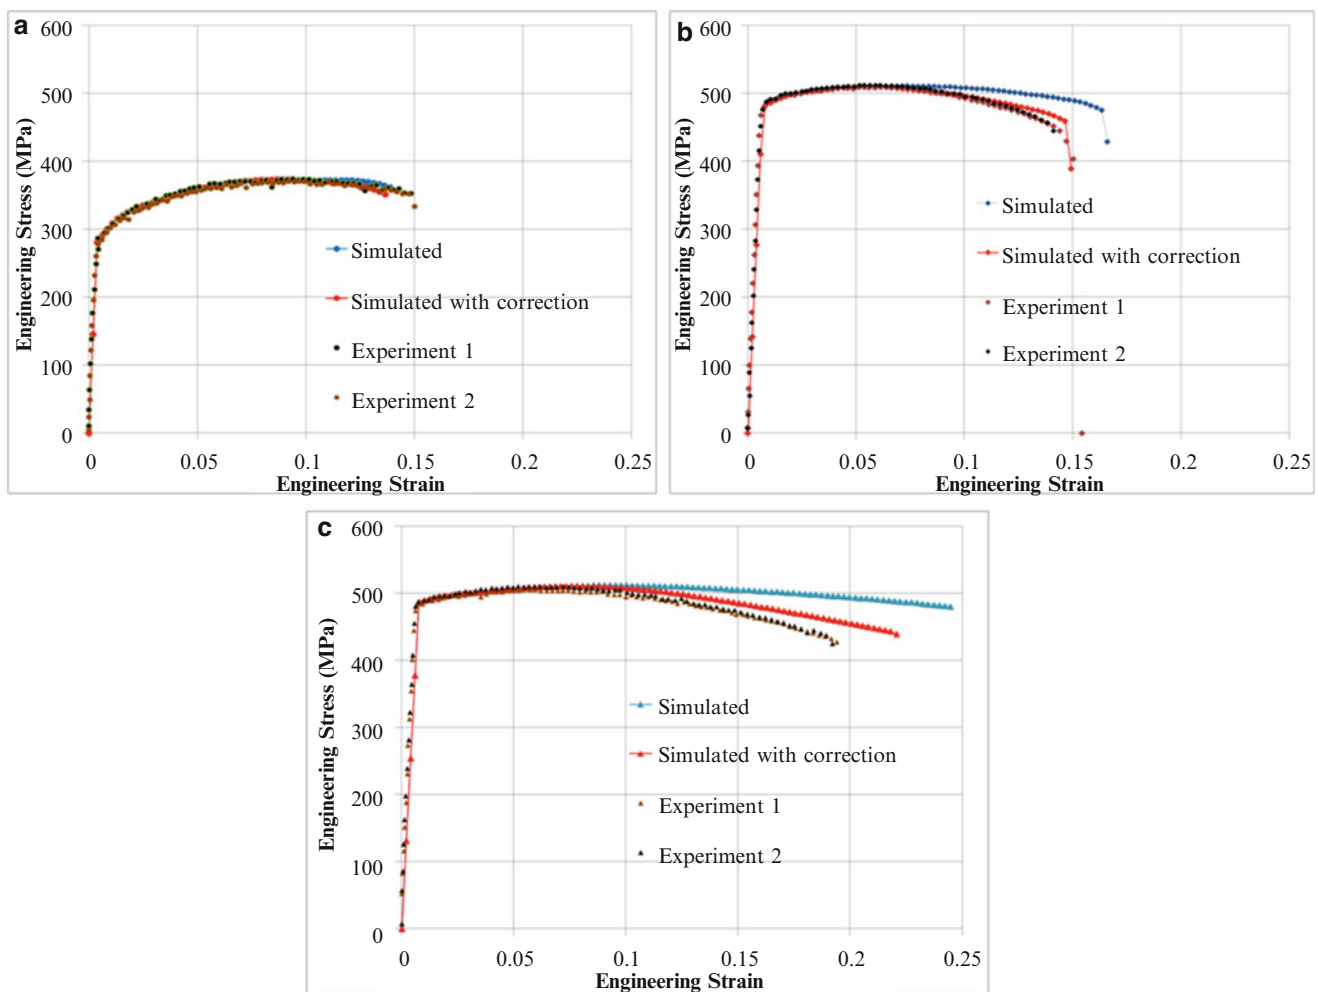 a
600
500
400
300
200
100
0
Engineering Stress (MPa)
Simulated
Simulated with correction
Experiment 1
Experiment 2
0 0.05 0.1 0.15 0.2 0.25
Engineering Strain
b
600
500
400
300
200
100
0
Engineering Stress (MPa)
Simulated
Simulated with correction
Experiment 1
Experiment 2
0 0.05 0.1 0.15 0.2 0.25
Engineering Strain
c
600
500
400
300
200
100
0
Engineering Stress (MPa)
Simulated
Simulated with correction
Experiment 1
Experiment 2
0 0.05 0.1 0.15 0.2 0.25
Engineering Strain